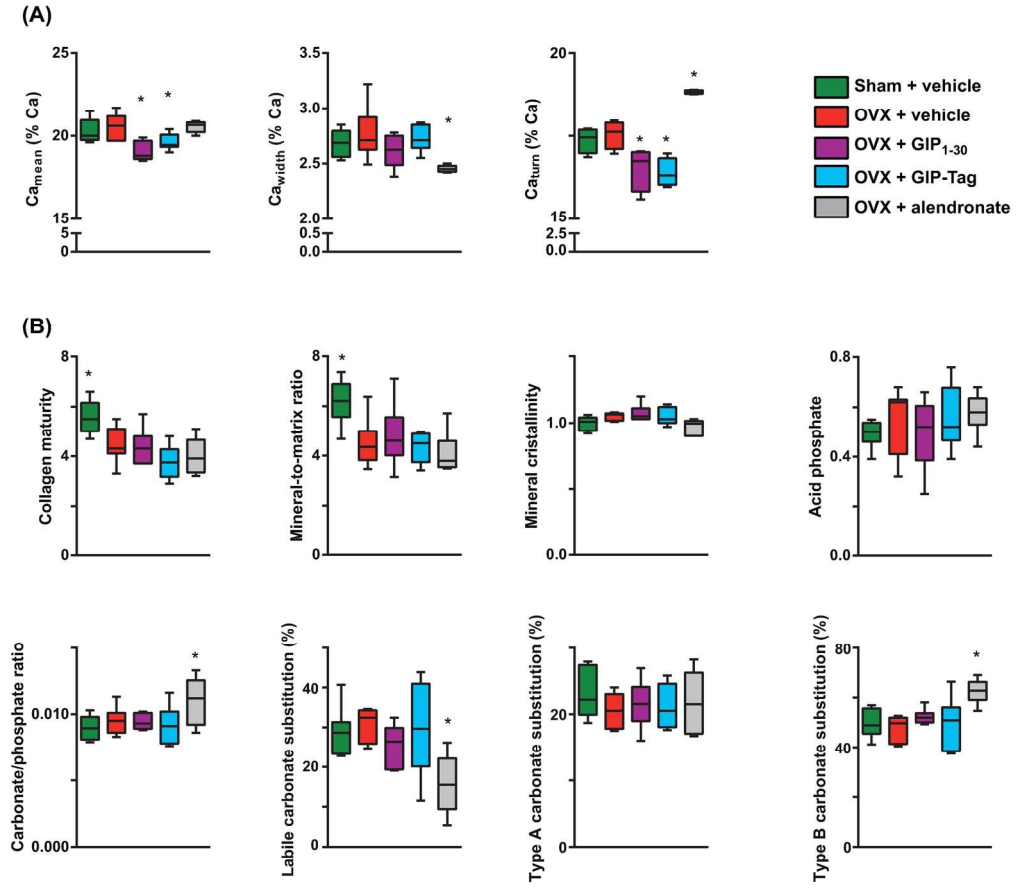 (A)
Ca_mean (% Ca)
25
20
15
5
0
*
*
Ca_width (% Ca)
3.5
3.0
2.5
2.0
0.5
0.0
*
Ca_turn (% Ca)
20
15
2.5
0.0
*
*
*
Sham + vehicle
OVX + vehicle
OVX + GIP1-30
OVX + GIP-Tag
OVX + alendronate
(B)
Collagen maturity
8
4
0
*
Mineral-to-matrix ratio
8
4
0
*
Mineral cristallinity
1.0
0.0
Acid phosphate
0.8
0.4
0.0
Carbonate/phosphate ratio
0.010
0.000
*
Labile carbonate substitution (%)
40
20
0
*
Type A carbonate substitution (%)
20
0
Type B carbonate substitution (%)
80
40
0
*